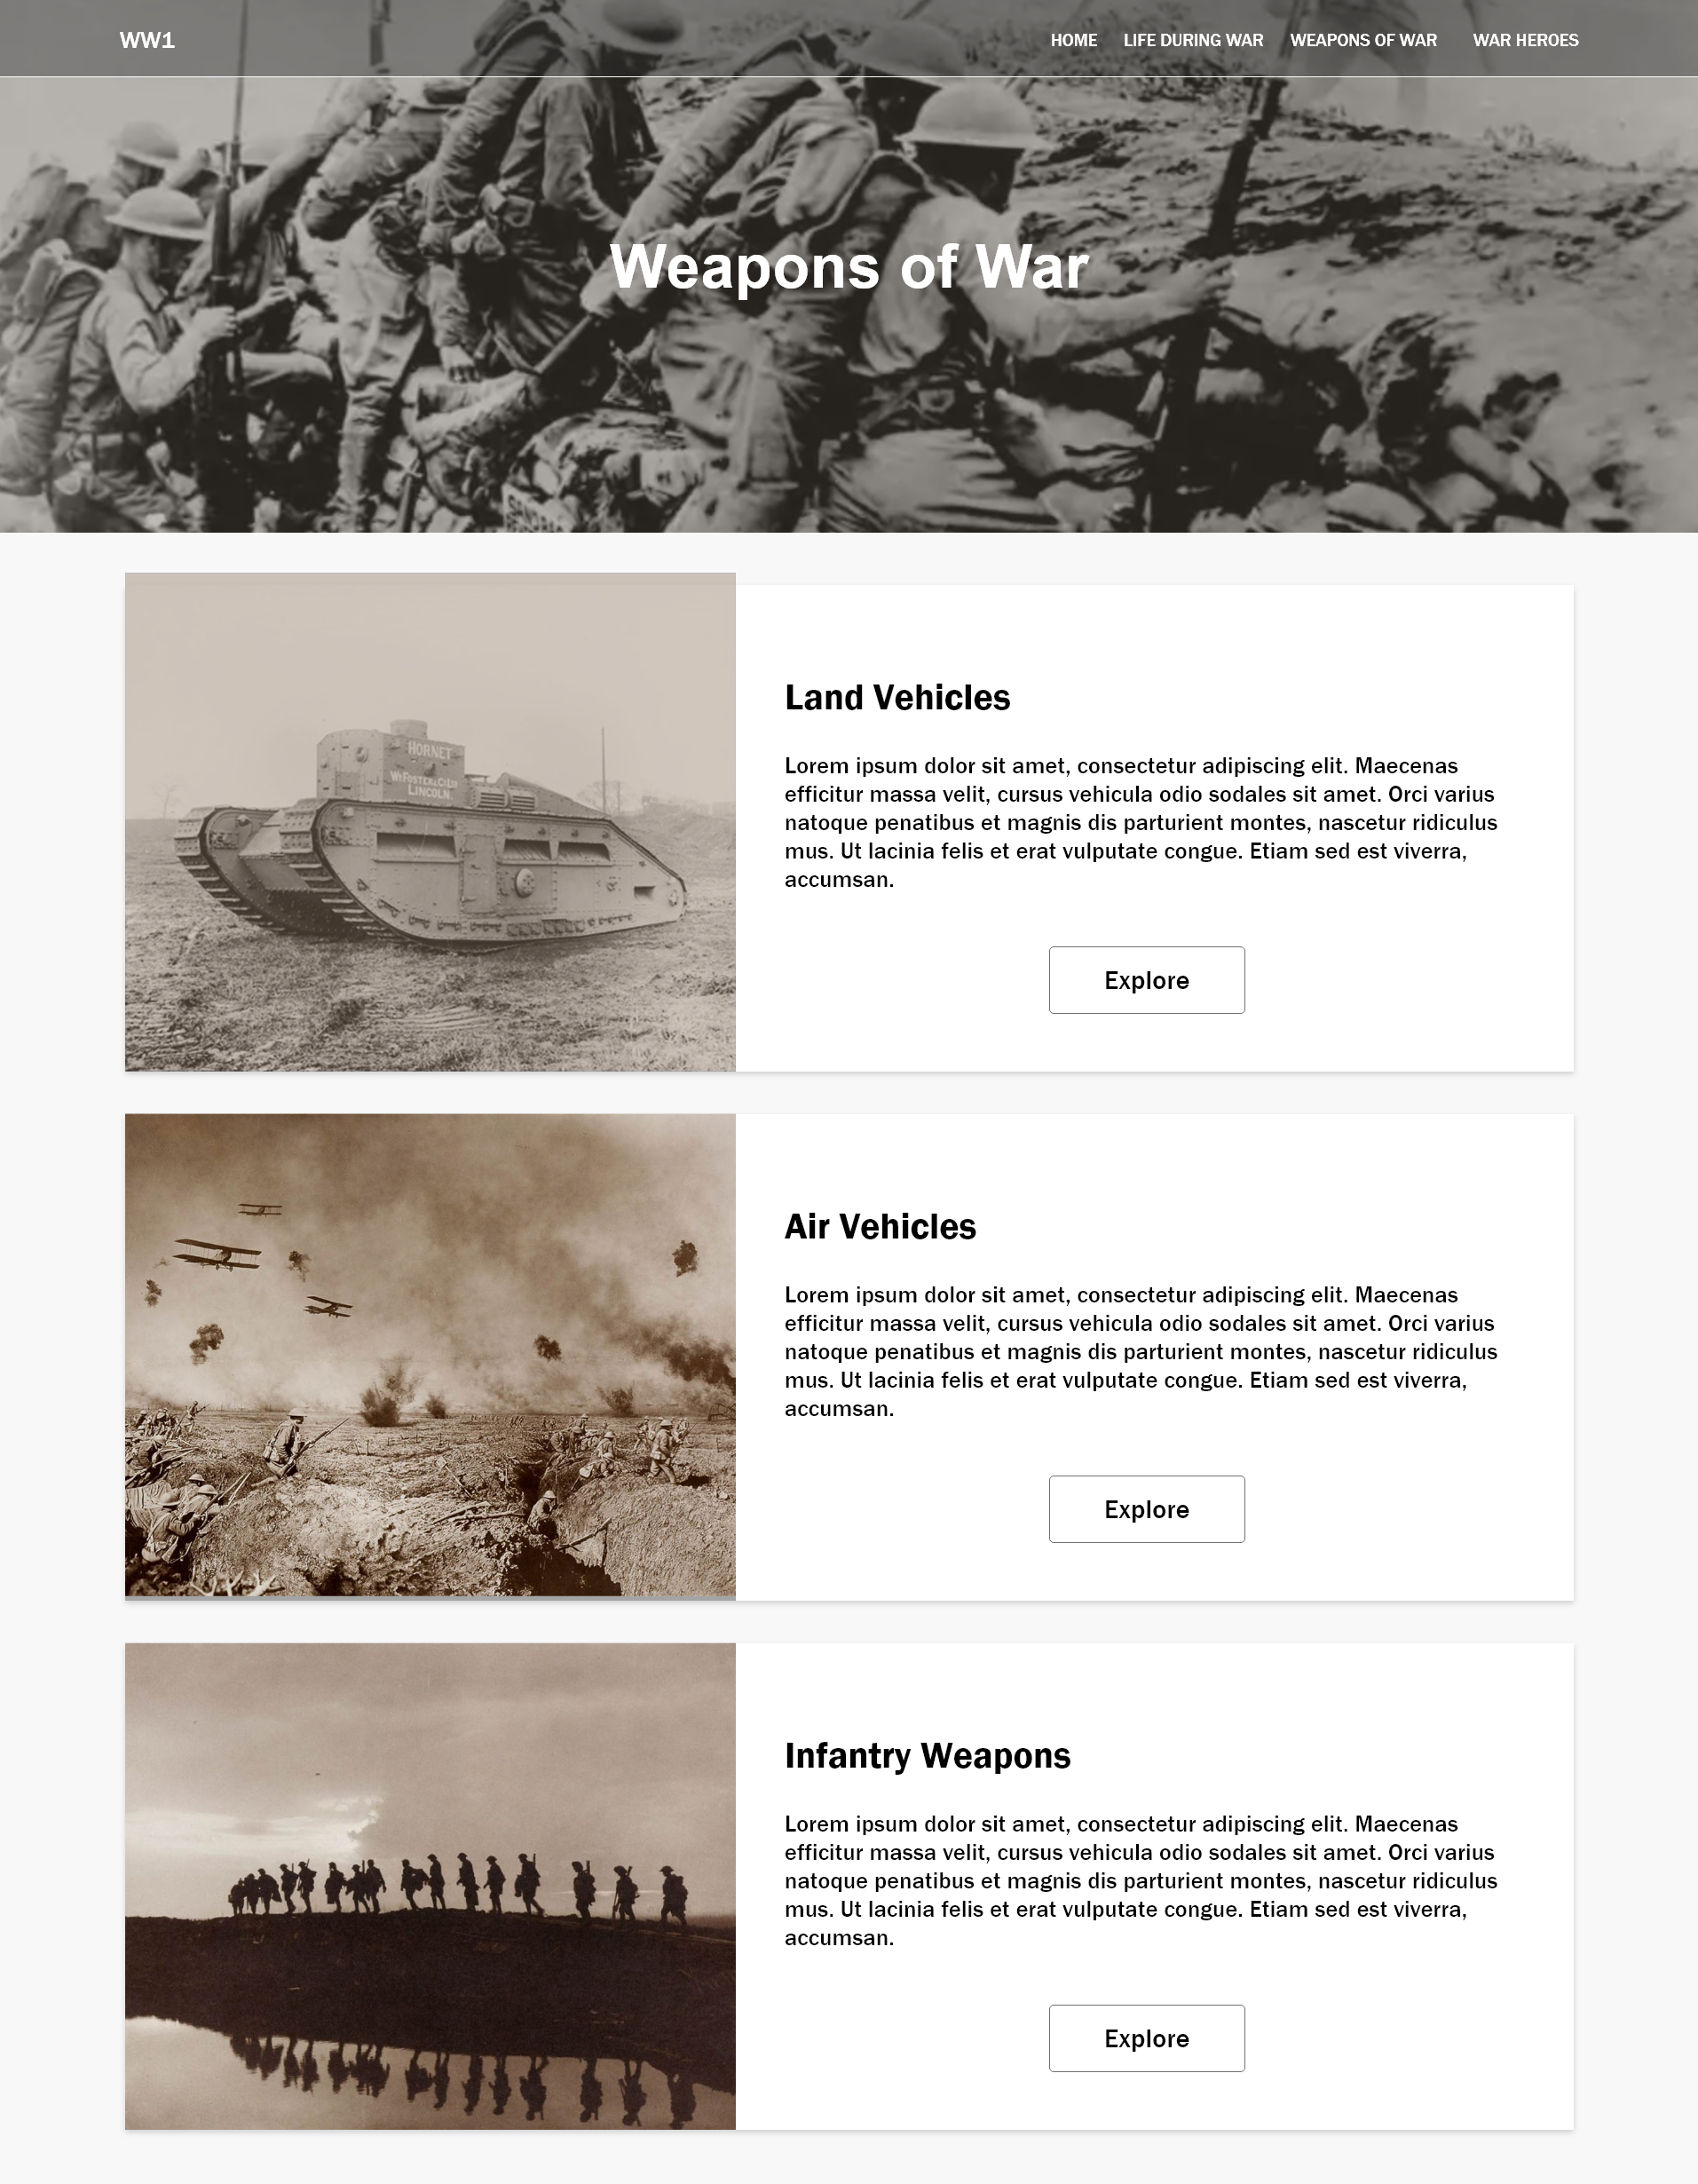 WW1
HOME LIFE DURING WAR WEAPONS OF WAR WAR HEROES
Weapons of War
HORNET
WM FOSTER & CO LTD
LINCOLN.
Land Vehicles
Lorem ipsum dolor sit amet, consectetur adipiscing elit. Maecenas
efficitur massa velit, cursus vehicula odio sodales sit amet. Orci varius
natoque penatibus et magnis dis parturient montes, nascetur ridiculus
mus. Ut lacinia felis et erat vulputate congue. Etiam sed est viverra,
accumsan.
Explore
Air Vehicles
Lorem ipsum dolor sit amet, consectetur adipiscing elit. Maecenas
efficitur massa velit, cursus vehicula odio sodales sit amet. Orci varius
natoque penatibus et magnis dis parturient montes, nascetur ridiculus
mus. Ut lacinia felis et erat vulputate congue. Etiam sed est viverra,
accumsan.
Explore
Infantry Weapons
Lorem ipsum dolor sit amet, consectetur adipiscing elit. Maecenas
efficitur massa velit, cursus vehicula odio sodales sit amet. Orci varius
natoque penatibus et magnis dis parturient montes, nascetur ridiculus
mus. Ut lacinia felis et erat vulputate congue. Etiam sed est viverra,
accumsan.
Explore